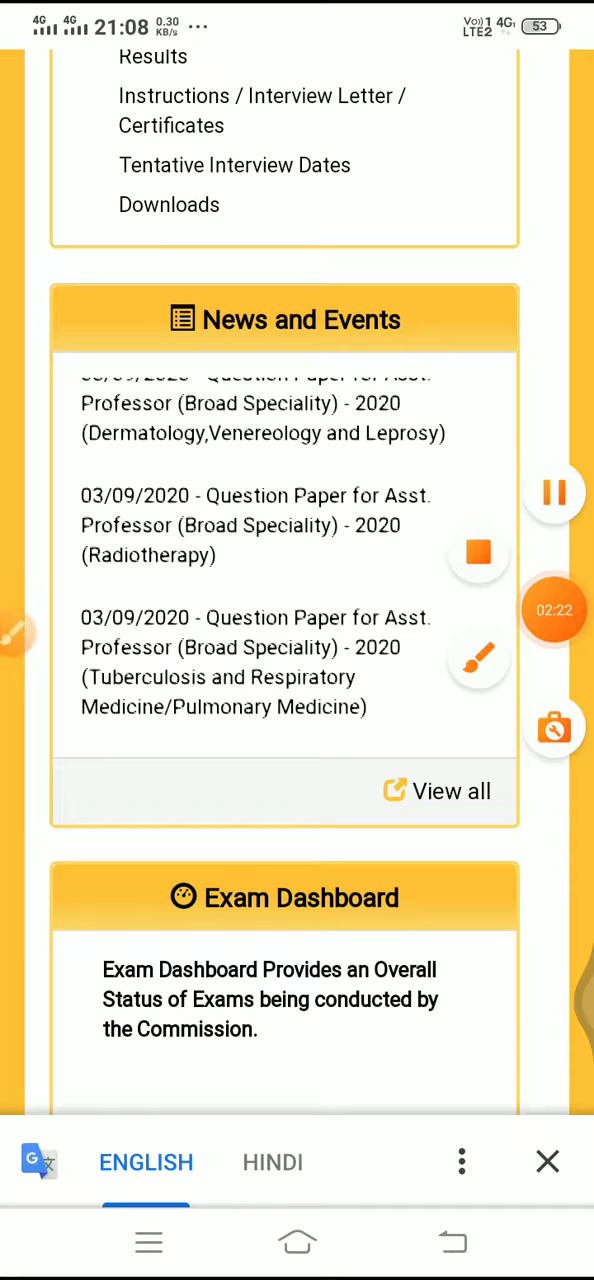 4G 4G 21:08 0.30 KB/s ... Vo) 1 4G LTE2 53
Results
Instructions / Interview Letter /
Certificates
Tentative Interview Dates
Downloads
News and Events
Professor (Broad Speciality) - 2020
(Dermatology,Venereology and Leprosy)
03/09/2020 - Question Paper for Asst.
Professor (Broad Speciality) - 2020
(Radiotherapy)
03/09/2020 - Question Paper for Asst.
Professor (Broad Speciality) - 2020
(Tuberculosis and Respiratory
Medicine/Pulmonary Medicine)
02:22
View all
Exam Dashboard
Exam Dashboard Provides an Overall
Status of Exams being conducted by
the Commission.
G ENGLISH HINDI